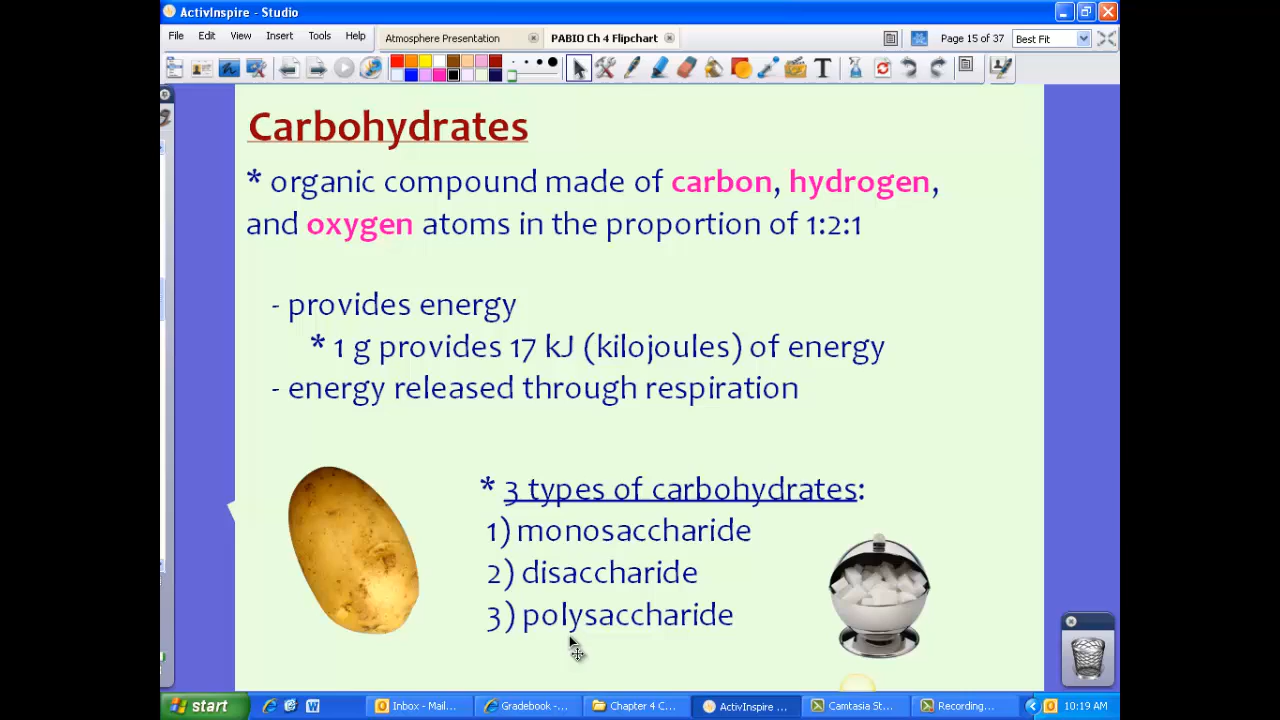 ActivInspire - Studio
File Edit View Insert Tools Help
Atmosphere Presentation
PABIO Ch 4 Flipchart
Page 15 of 37
Best Fit
Carbohydrates
* organic compound made of carbon, hydrogen,
and oxygen atoms in the proportion of 1:2:1
- provides energy
* 1 g provides 17 kJ (kilojoules) of energy
- energy released through respiration
* 3 types of carbohydrates:
1) monosaccharide
2) disaccharide
3) polysaccharide
start
Inbox - Mail...
Gradebook -...
Chapter 4 C...
ActivInspire ...
Camtasia St...
Recording...
10:19 AM